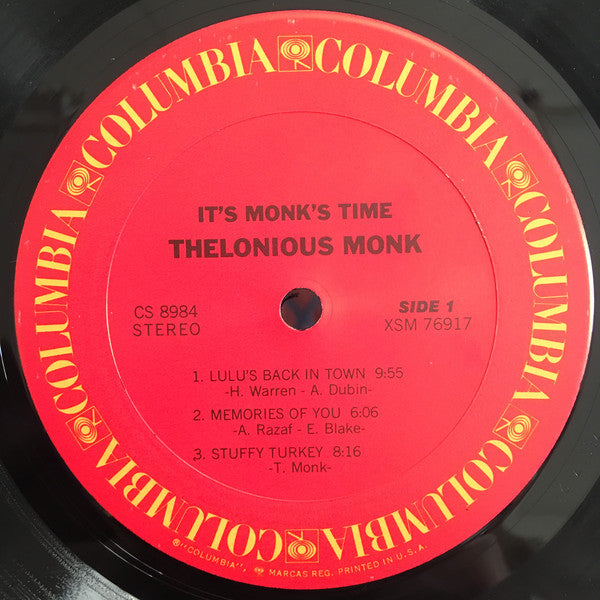 COLUMBIA COLUMBIA COLUMBIA COLUMBIA COLUMBIA COLUMBIA
IT'S MONK'S TIME
THELONIOUS MONK
CS 8984
STEREO
SIDE 1
XSM 76917
1. LULU'S BACK IN TOWN 9:55
-H. Warren - A. Dubin-
2. MEMORIES OF YOU 6:06
-A. Razaf - E. Blake-
3. STUFFY TURKEY 8:16
-T. Monk-
®"COLUMBIA", MARCAS REG. PRINTED IN U.S.A.